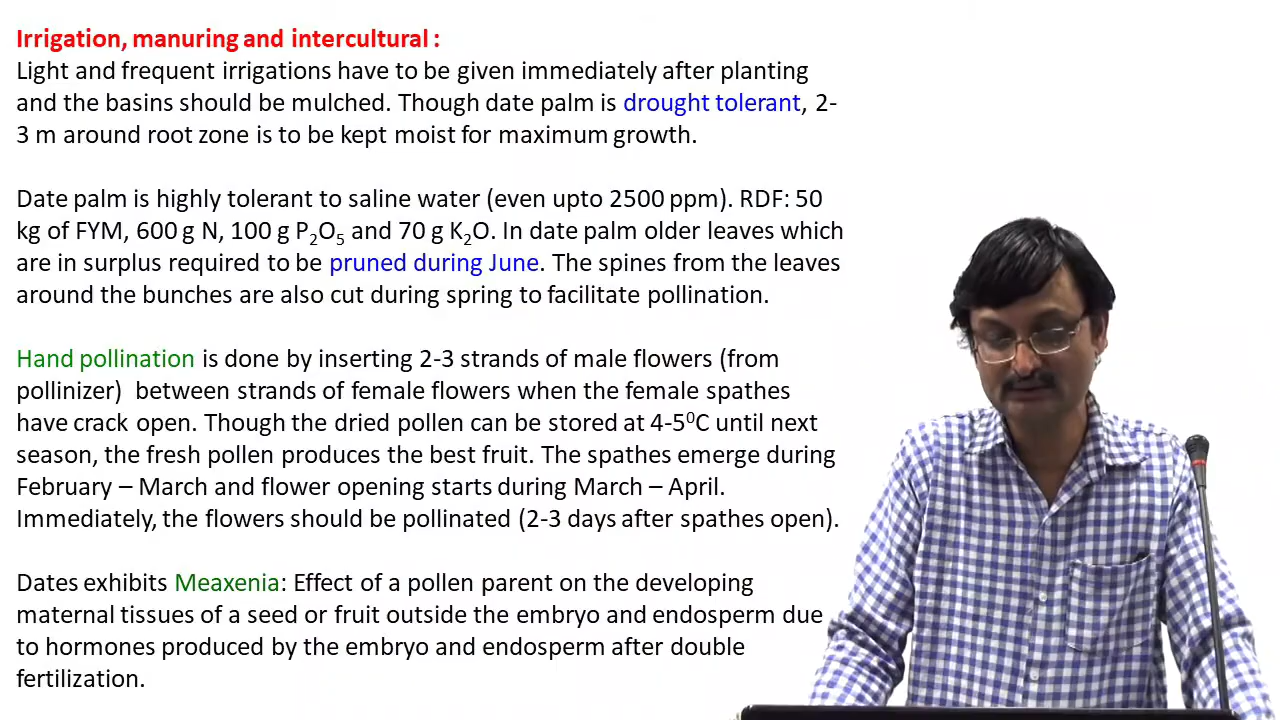 Irrigation, manuring and intercultural :
Light and frequent irrigations have to be given immediately after planting
and the basins should be mulched. Though date palm is drought tolerant, 2-
3 m around root zone is to be kept moist for maximum growth.
Date palm is highly tolerant to saline water (even upto 2500 ppm). RDF: 50
kg of FYM, 600 g N, 100 g P₂O₅ and 70 g K₂O. In date palm older leaves which
are in surplus required to be pruned during June. The spines from the leaves
around the bunches are also cut during spring to facilitate pollination.
Hand pollination is done by inserting 2-3 strands of male flowers (from
pollinizer)  between strands of female flowers when the female spathes
have crack open. Though the dried pollen can be stored at 4-5⁰C until next
season, the fresh pollen produces the best fruit. The spathes emerge during
February – March and flower opening starts during March – April.
Immediately, the flowers should be pollinated (2-3 days after spathes open).
Dates exhibits Meaxenia: Effect of a pollen parent on the developing
maternal tissues of a seed or fruit outside the embryo and endosperm due
to hormones produced by the embryo and endosperm after double
fertilization.